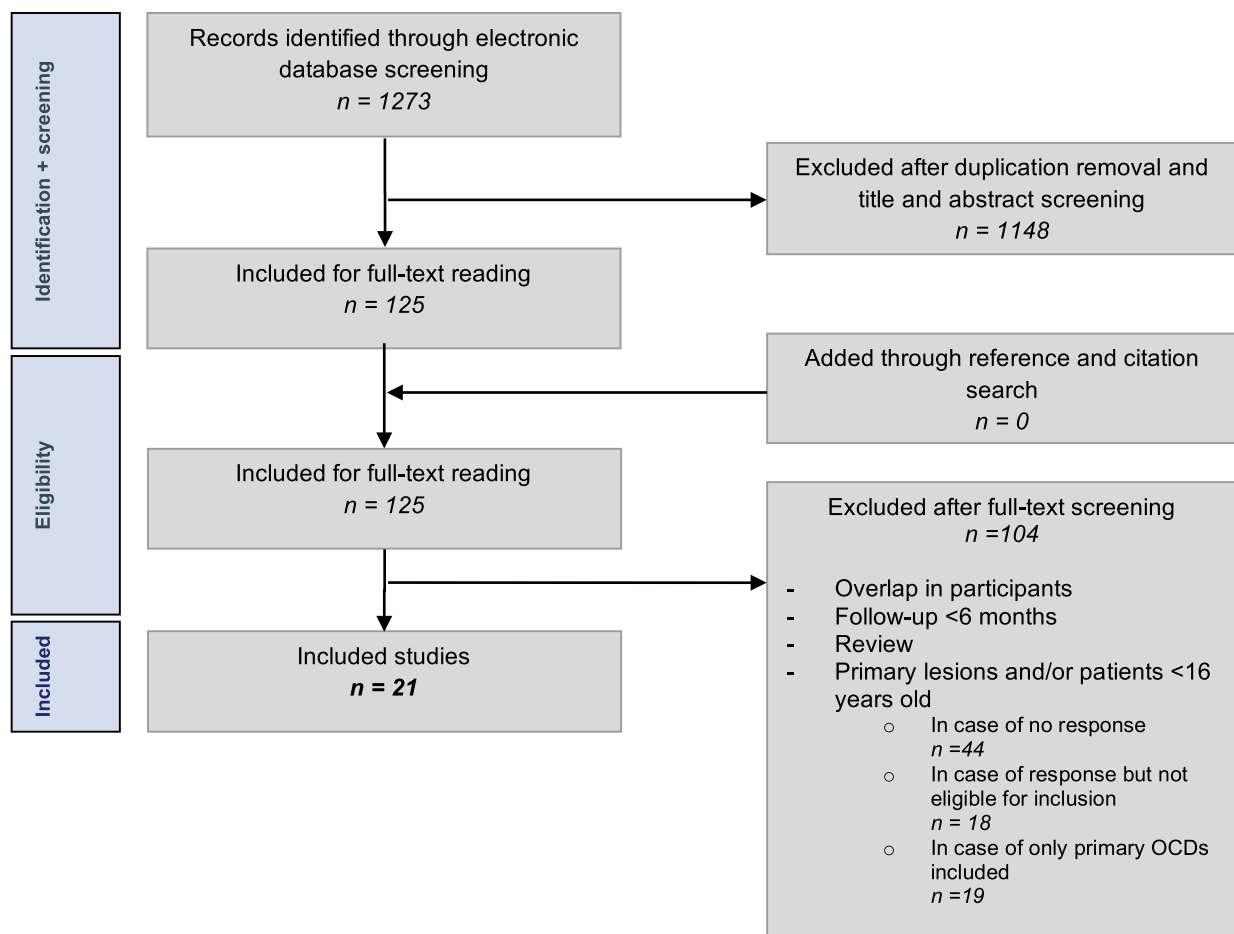 Identification + screening
Records identified through electronic
database screening
n = 1273
Excluded after duplication removal and
title and abstract screening
n = 1148
Included for full-text reading
n = 125
Eligibility
Added through reference and citation
search
n = 0
Included for full-text reading
n = 125
Excluded after full-text screening
n =104
- Overlap in participants
- Follow-up <6 months
- Review
- Primary lesions and/or patients <16
years old
o In case of no response
n =44
o In case of response but not
eligible for inclusion
n = 18
o In case of only primary OCDs
included
n =19
Included
Included studies
n = 21